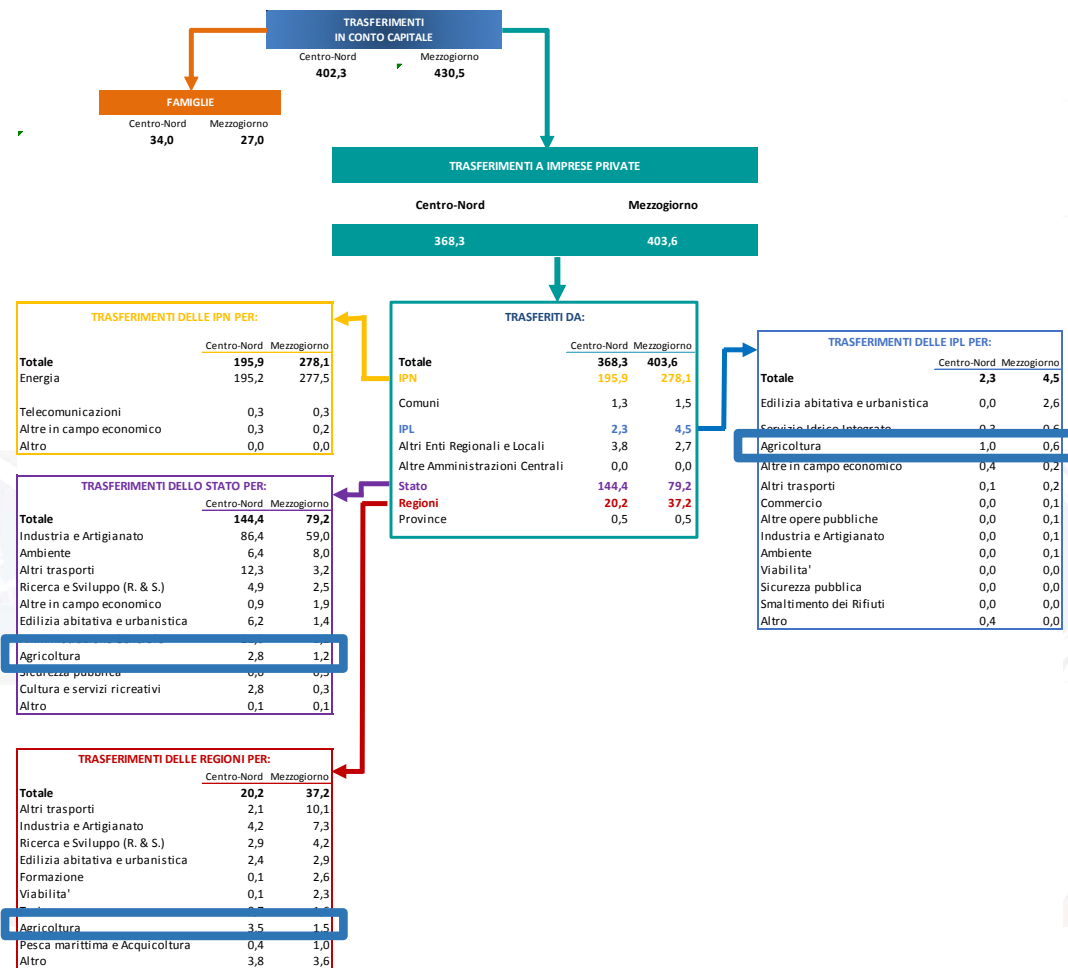 TRASFERIMENTI
IN CONTO CAPITALE
Centro-Nord Mezzogiorno
402,3 430,5
FAMIGLIE
Centro-Nord Mezzogiorno
34,0 27,0
TRASFERIMENTI A IMPRESE PRIVATE
Centro-Nord Mezzogiorno
368,3 403,6
TRASFERIMENTI DELLE IPN PER:
Centro-Nord Mezzogiorno
Totale 195,9 278,1
Energia 195,2 277,5
Telecomunicazioni 0,3 0,3
Altre in campo economico 0,3 0,2
Altro 0,0 0,0
TRASFERITI DA:
Centro-Nord Mezzogiorno
Totale 368,3 403,6
IPN 195,9 278,1
Comuni 1,3 1,5
IPL 2,3 4,5
Altri Enti Regionali e Locali 3,8 2,7
Altre Amministrazioni Centrali 0,0 0,0
Stato 144,4 79,2
Regioni 20,2 37,2
Province 0,5 0,5
TRASFERIMENTI DELLE IPL PER:
Centro-Nord Mezzogiorno
Totale 2,3 4,5
Edilizia abitativa e urbanistica 0,0 2,6
Servizio Idrico Integrato 0,3 0,6
Agricoltura 1,0 0,6
Altre in campo economico 0,4 0,2
Altri trasporti 0,1 0,2
Commercio 0,0 0,1
Altre opere pubbliche 0,0 0,1
Industria e Artigianato 0,0 0,1
Ambiente 0,0 0,1
Viabilita' 0,0 0,0
Sicurezza pubblica 0,0 0,0
Smaltimento dei Rifiuti 0,0 0,0
Altro 0,4 0,0
TRASFERIMENTI DELLO STATO PER:
Centro-Nord Mezzogiorno
Totale 144,4 79,2
Industria e Artigianato 86,4 59,0
Ambiente 6,4 8,0
Altri trasporti 12,3 3,2
Ricerca e Sviluppo (R. & S.) 4,9 2,5
Altre in campo economico 0,9 1,9
Edilizia abitativa e urbanistica 6,2 1,4
Agricoltura 2,8 1,2
Sicurezza pubblica
Cultura e servizi ricreativi 2,8 0,3
Altro 0,1 0,1
TRASFERIMENTI DELLE REGIONI PER:
Centro-Nord Mezzogiorno
Totale 20,2 37,2
Altri trasporti 2,1 10,1
Industria e Artigianato 4,2 7,3
Ricerca e Sviluppo (R. & S.) 2,9 4,2
Edilizia abitativa e urbanistica 2,4 2,9
Formazione 0,1 2,6
Viabilita' 0,1 2,3
Agricoltura 3,5 1,5
Pesca marittima e Acquicoltura 0,4 1,0
Altro 3,8 3,6